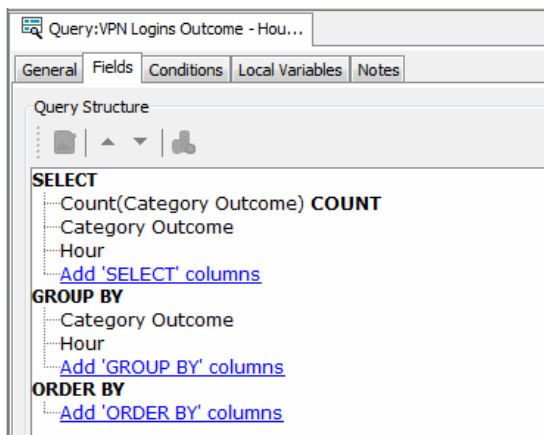 Query:VPN Logins Outcome - Hou...
General Fields Conditions Local Variables Notes
Query Structure
SELECT
Count(Category Outcome) COUNT
Category Outcome
Hour
Add 'SELECT' columns
GROUP BY
Category Outcome
Hour
Add 'GROUP BY' columns
ORDER BY
Add 'ORDER BY' columns